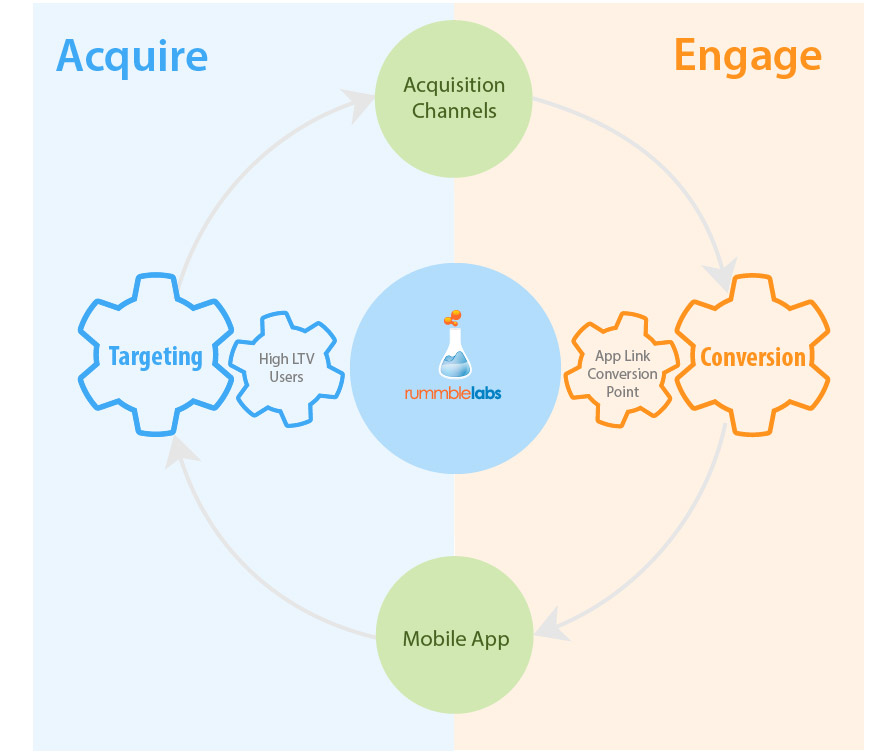 Acquire
Engage
Acquisition
Channels
Targeting
High LTV
Users
rummblelabs
App Link
Conversion
Point
Conversion
Mobile App